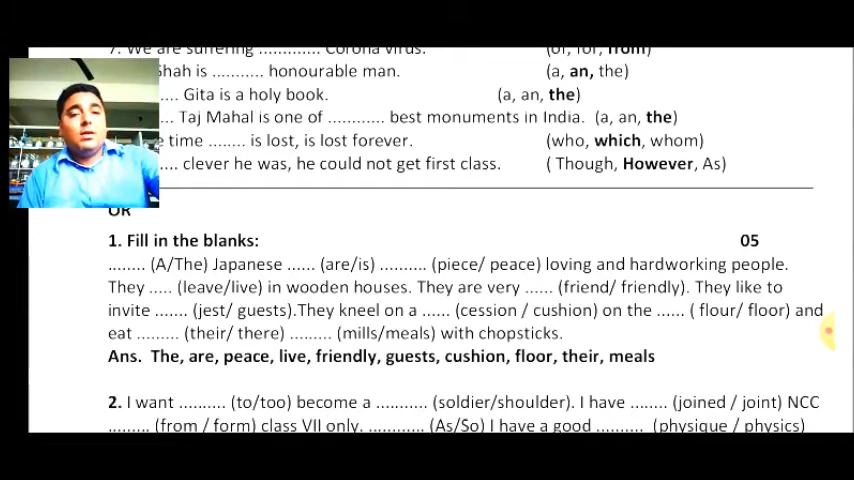 7. We are suffering ............. Corona virus. (of, for, from)
Shah is .......... honourable man. (a, an, the)
.... Gita is a holy book. (a, an, the)
... Taj Mahal is one of ............ best monuments in India. (a, an, the)
time ........ is lost, is lost forever. (who, which, whom)
.... clever he was, he could not get first class. ( Though, However, As)
OR
1. Fill in the blanks: 05
........ (A/The) Japanese ...... (are/is) .......... (piece/ peace) loving and hardworking people.
They ..... (leave/live) in wooden houses. They are very ...... (friend/ friendly). They like to
invite ....... (jest/ guests).They kneel on a ...... (cession / cushion) on the ...... ( flour/ floor) and
eat ......... (their/ there) ......... (mills/meals) with chopsticks.
Ans. The, are, peace, live, friendly, guests, cushion, floor, their, meals
2. I want .......... (to/too) become a ........... (soldier/shoulder). I have ........ (joined / joint) NCC
......... (from / form) class VII only. ............ (As/So) I have a good .......... (physique / physics)